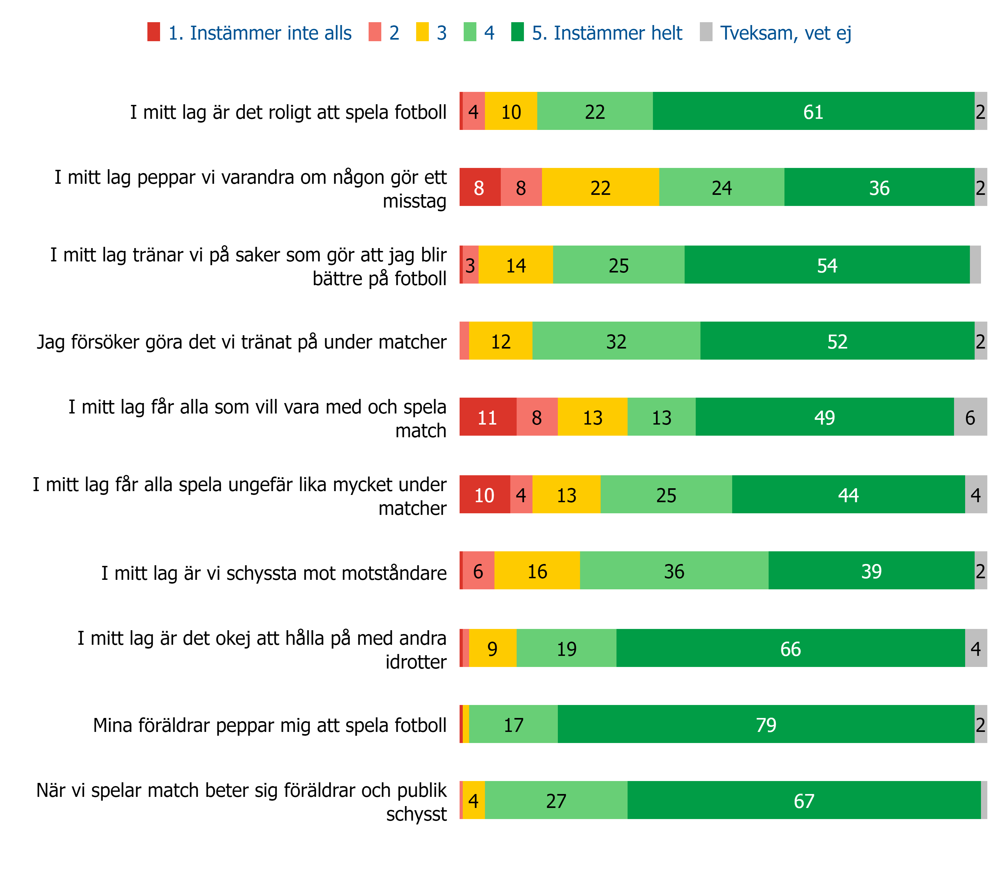 1. Instämmer inte alls 2 3 4 5. Instämmer helt Tveksam, vet ej
I mitt lag är det roligt att spela fotboll 4 10 22 61 2
I mitt lag peppar vi varandra om någon gör ett
misstag
8 8 22 24 36 2
I mitt lag tränar vi på saker som gör att jag blir
bättre på fotboll
3 14 25 54
Jag försöker göra det vi tränat på under matcher 12 32 52 2
I mitt lag får alla som vill vara med och spela
match
11 8 13 13 49 6
I mitt lag får alla spela ungefär lika mycket under
matcher
10 4 13 25 44 4
I mitt lag är vi schyssta mot motståndare 6 16 36 39 2
I mitt lag är det okej att hålla på med andra
idrotter
9 19 66 4
Mina föräldrar peppar mig att spela fotboll 17 79 2
När vi spelar match beter sig föräldrar och publik
schysst
4 27 67